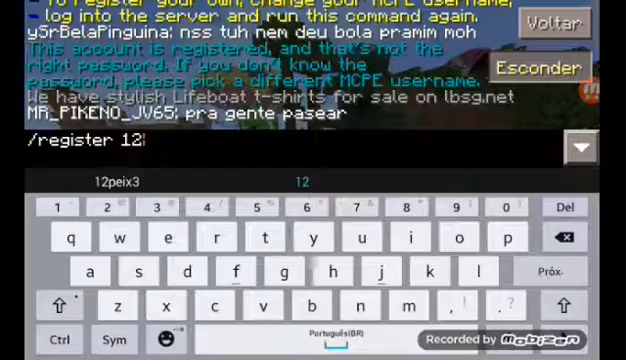 - To register your own, change your MCPE username,
- log into the server and run this command again.
ySrBelaPinguina: nss tuh nem deu bola pramim moh
This account is registered, and that's not the
right password. If you don't know the
password, please pick a different MCPE username.
We have stylish Lifeboat t-shirts for sale on lbsg.net
MR_PIKENO_JV65: pra gente pasear
Voltar
Esconder
/register 12
12peix3 12
1 2 3 4 5 6 7 8 9 0 Del
q w e r t y u i o p
a s d f g h j k l Próx.
z x c v b n m , ! . ?
Ctrl Sym Português(BR)
Recorded by mobizen